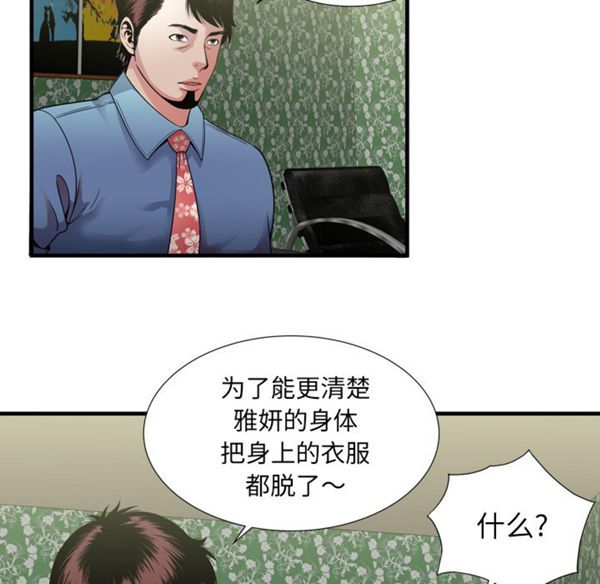 为了能更清楚
雅妍的身体
把身上的衣服
都脱了～
什么?